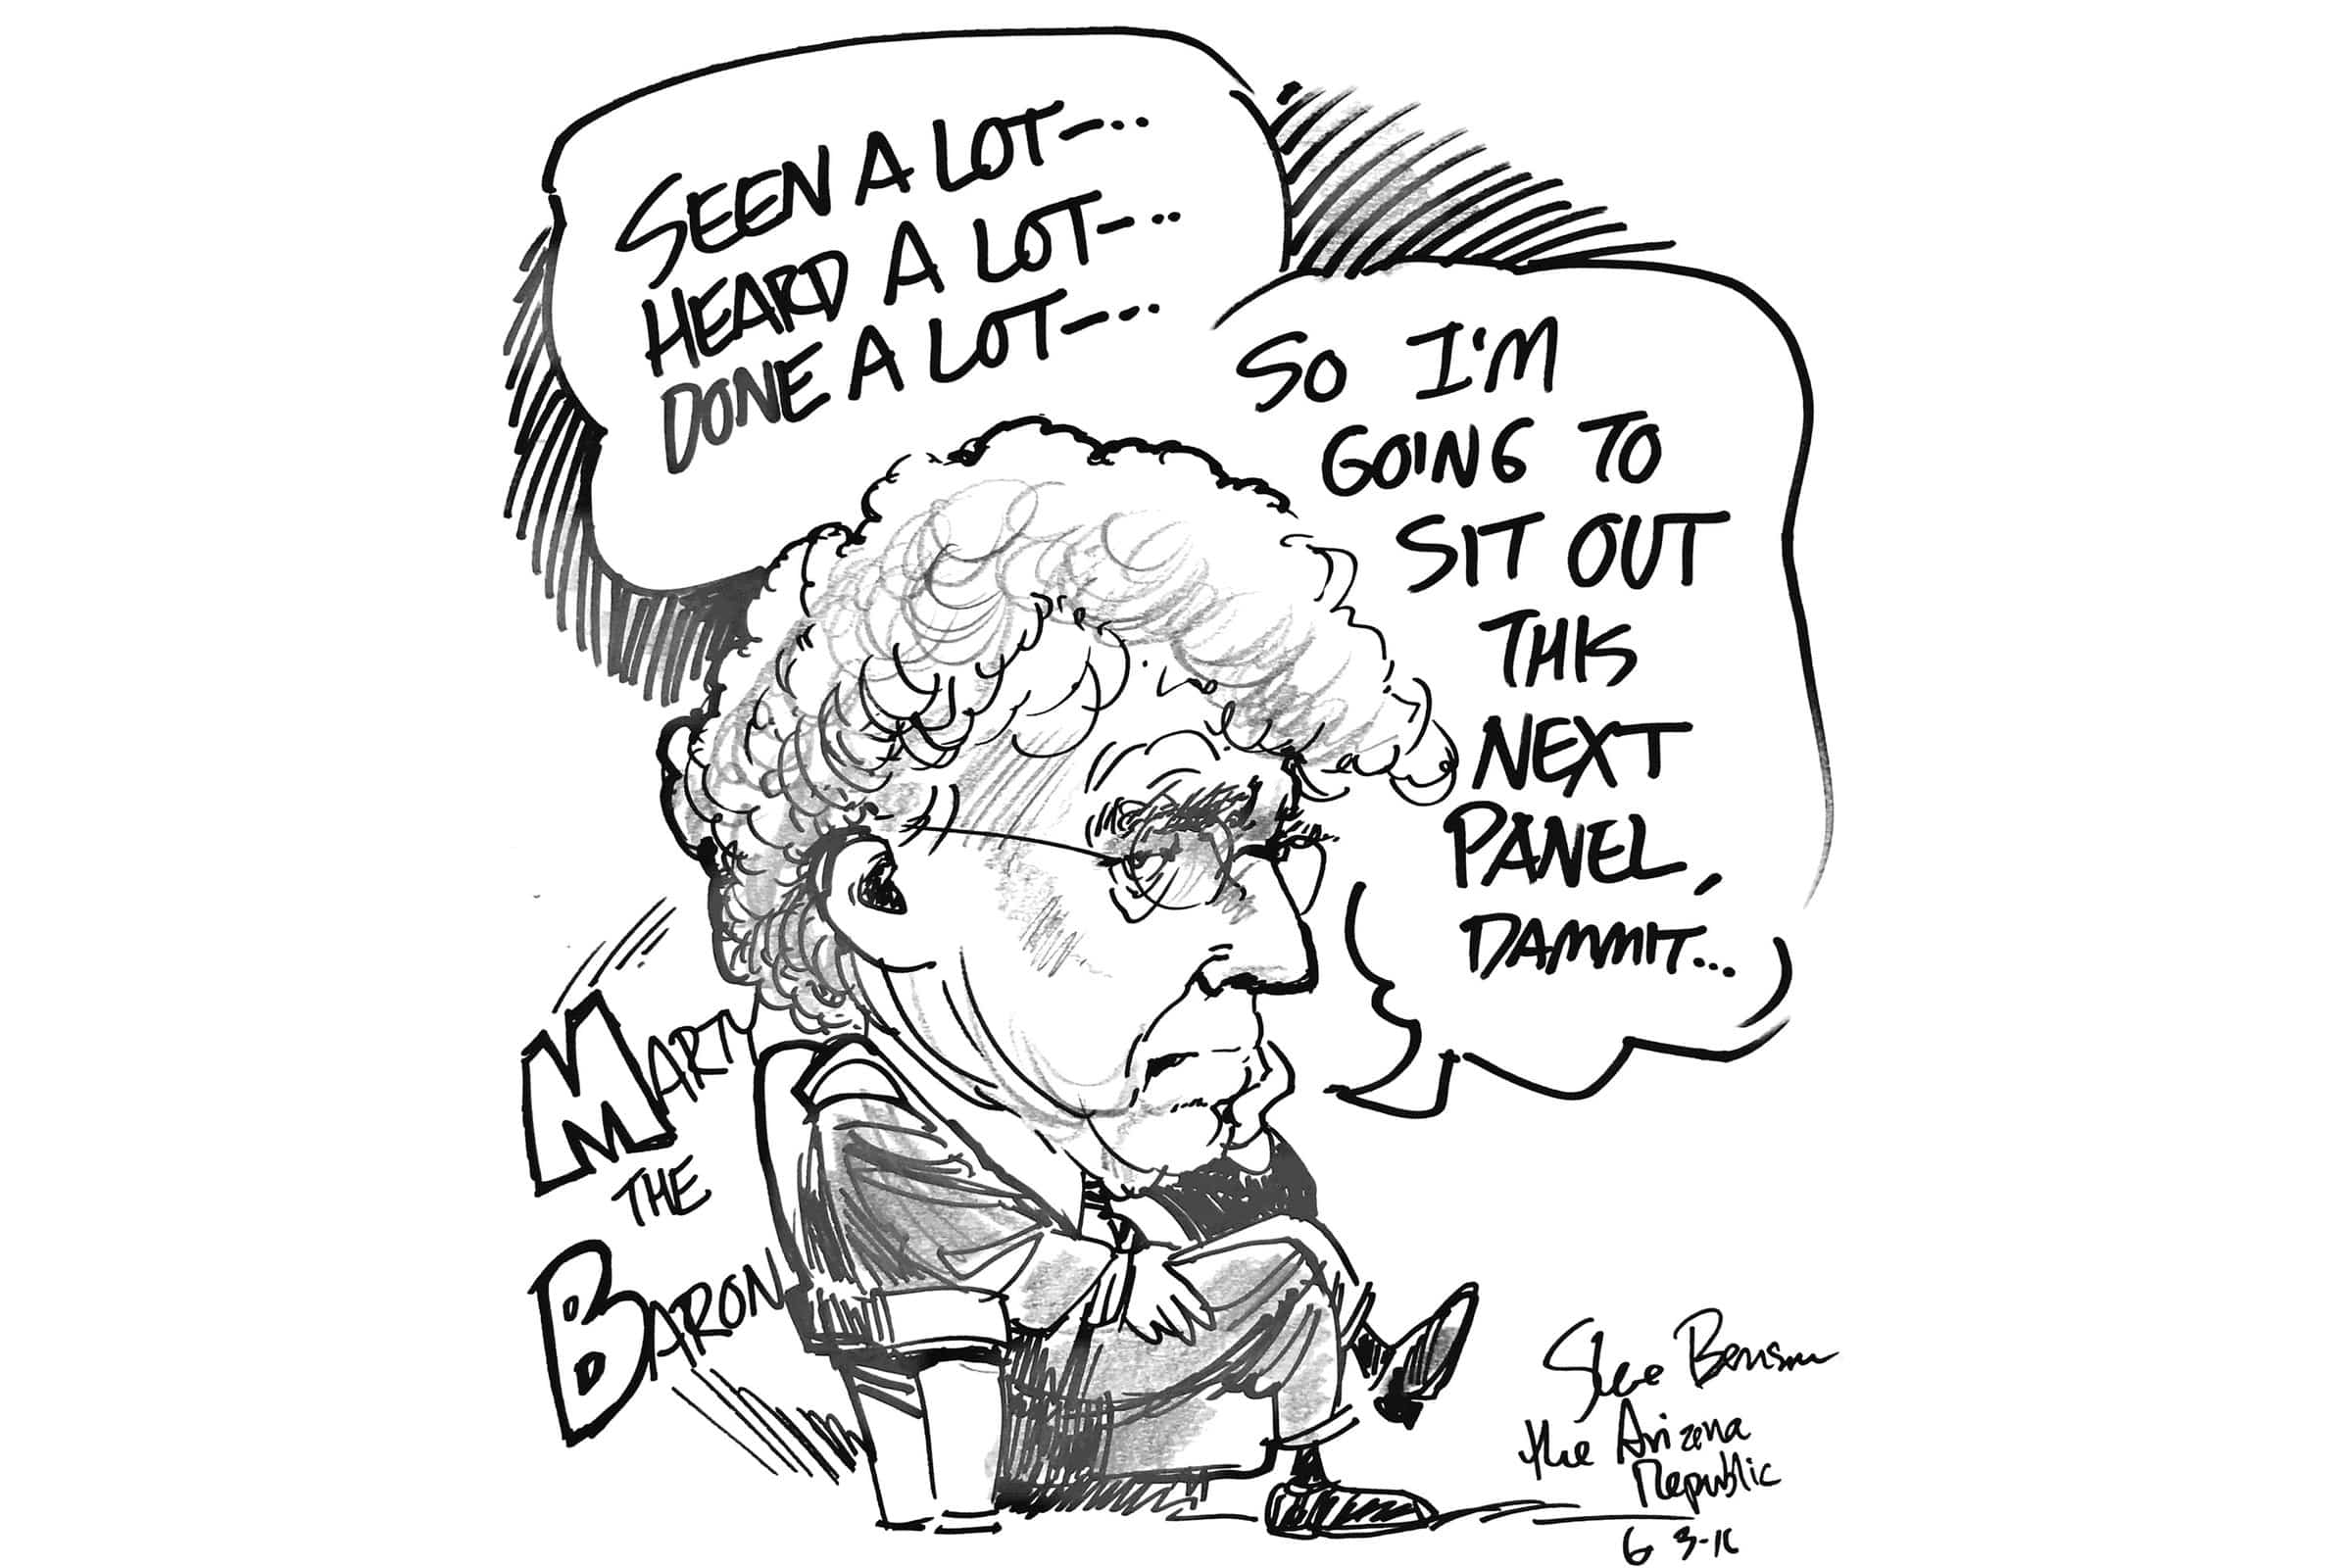 SEEN A LOT–···
HEARD A LOT–···
DONE A LOT–···
SO I'M
GOING TO
SIT OUT
THIS
NEXT
PANEL,
DAMMIT...
MARTY
THE
BARON
Steve Benson
the Arizona
Republic
6 3-16